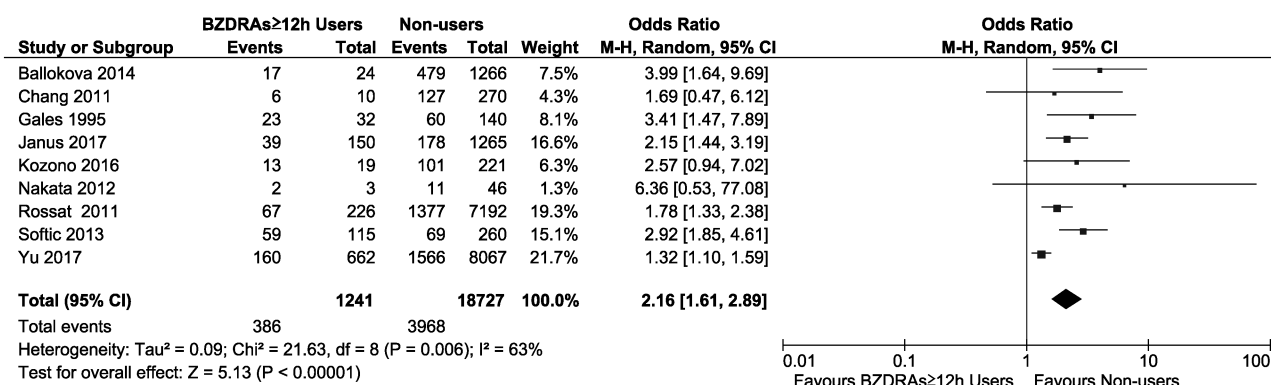 BZDRAs≥12h Users Non-users Odds Ratio Odds Ratio
Study or Subgroup Events Total Events Total Weight M-H, Random, 95% CI M-H, Random, 95% CI
Ballokova 2014 17 24 479 1266 7.5% 3.99 [1.64, 9.69]
Chang 2011 6 10 127 270 4.3% 1.69 [0.47, 6.12]
Gales 1995 23 32 60 140 8.1% 3.41 [1.47, 7.89]
Janus 2017 39 150 178 1265 16.6% 2.15 [1.44, 3.19]
Kozono 2016 13 19 101 221 6.3% 2.57 [0.94, 7.02]
Nakata 2012 2 3 11 46 1.3% 6.36 [0.53, 77.08]
Rossat 2011 67 226 1377 7192 19.3% 1.78 [1.33, 2.38]
Softic 2013 59 115 69 260 15.1% 2.92 [1.85, 4.61]
Yu 2017 160 662 1566 8067 21.7% 1.32 [1.10, 1.59]
Total (95% CI) 1241 18727 100.0% 2.16 [1.61, 2.89]
Total events 386 3968
Heterogeneity: Tau² = 0.09; Chi² = 21.63, df = 8 (P = 0.006); I² = 63%
Test for overall effect: Z = 5.13 (P < 0.00001)
0.01 0.1 1 10 100
Favours BZDRAs≥12h Users Favours Non-users